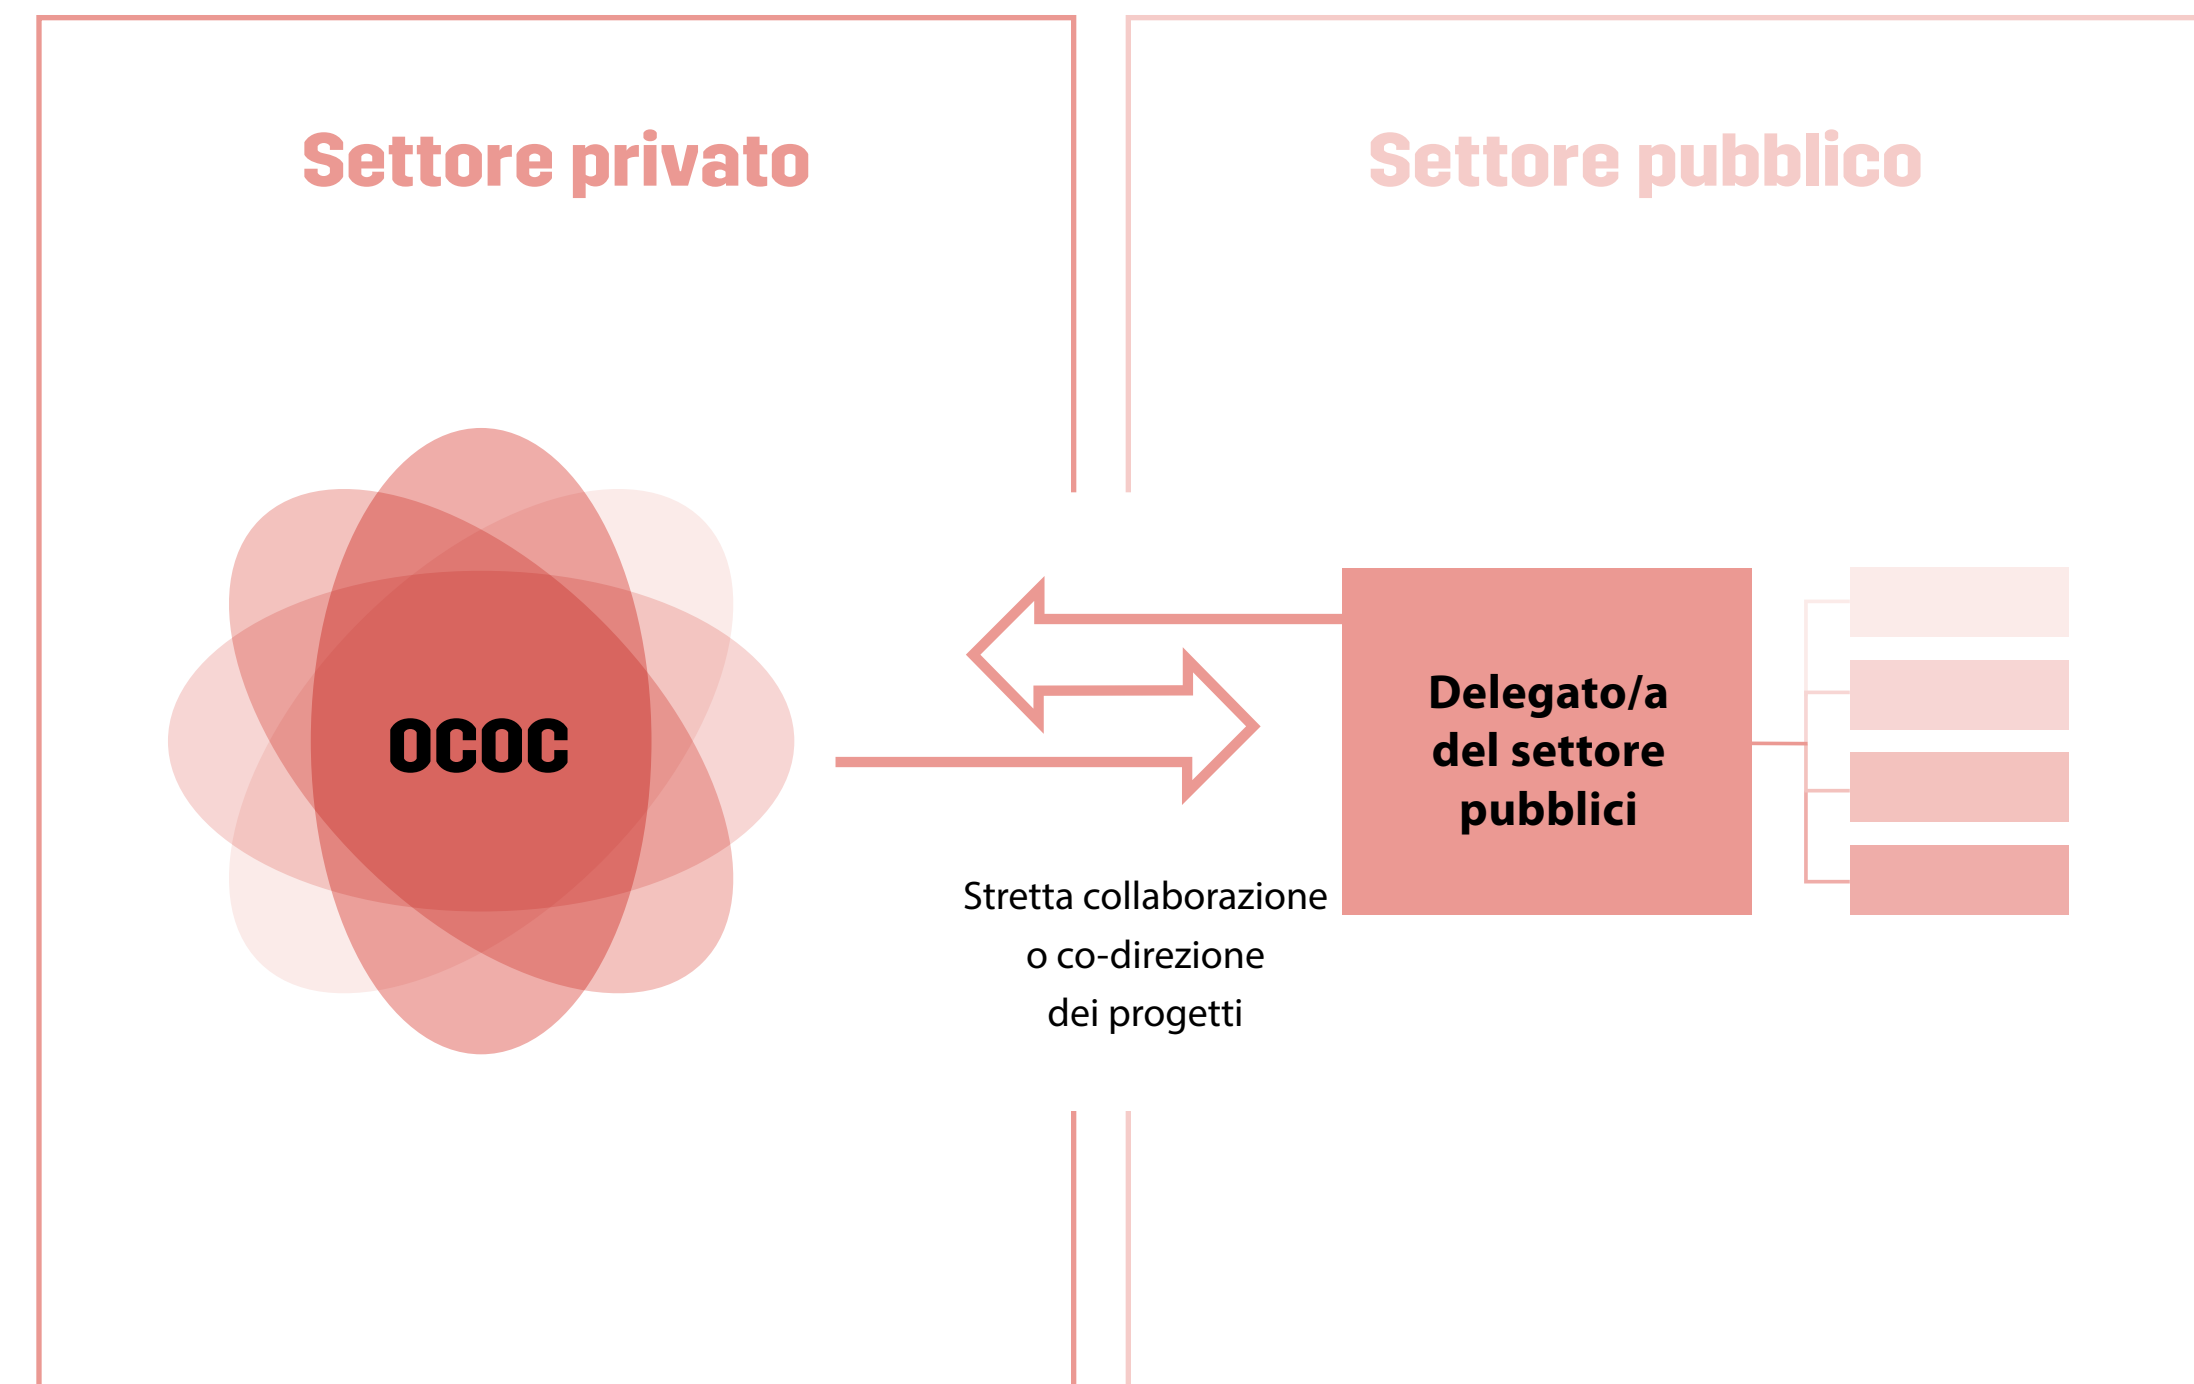 Settore privato
Settore pubblico
OCOC
Delegato/a
del settore
pubblici
Stretta collaborazione
o co-direzione
dei progetti